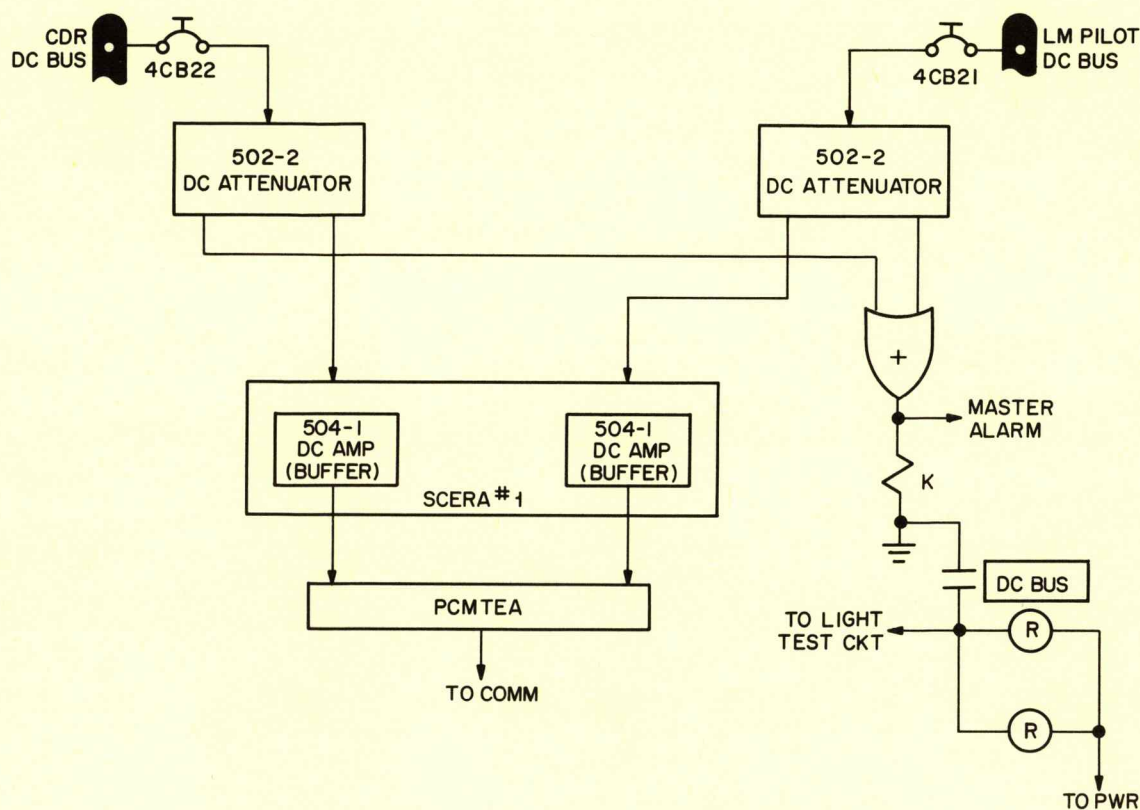 CDR
DC BUS
4CB22
4CB21
LM PILOT
DC BUS
502-2
DC ATTENUATOR
502-2
DC ATTENUATOR
+
MASTER
ALARM
K
504-1
DC AMP
(BUFFER)
504-1
DC AMP
(BUFFER)
SCERA #1
DC BUS
PCMTEA
TO LIGHT
TEST CKT
R
TO COMM
R
TO PWR